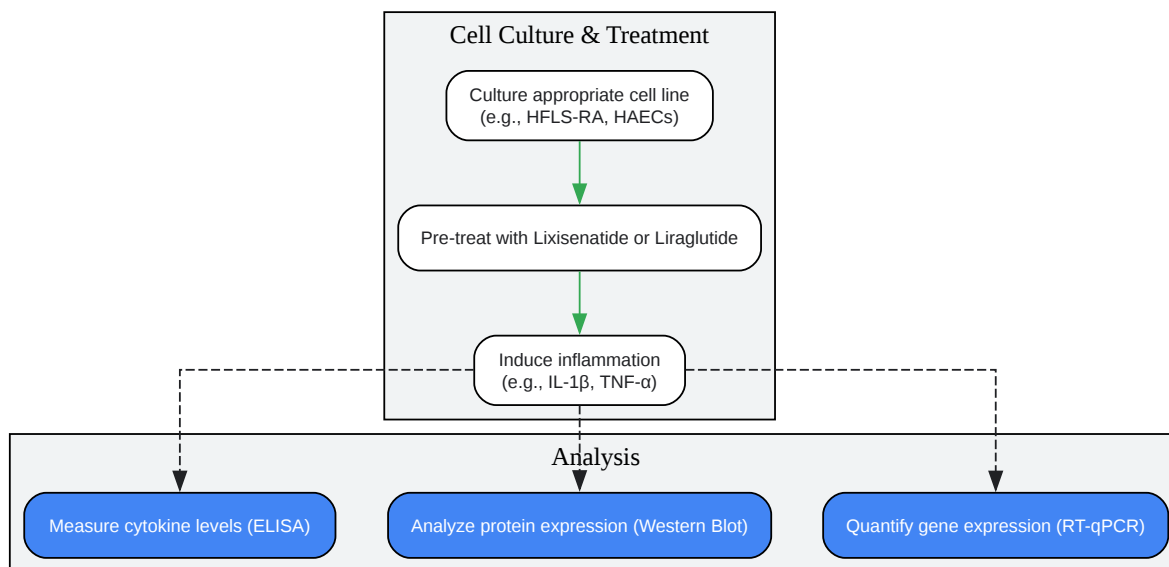 Cell Culture & Treatment
Culture appropriate cell line
(e.g., HFLS-RA, HAECs)
Pre-treat with Lixisenatide or Liraglutide
Induce inflammation
(e.g., IL-1β, TNF-α)
Analysis
Measure cytokine levels (ELISA)
Analyze protein expression (Western Blot)
Quantify gene expression (RT-qPCR)